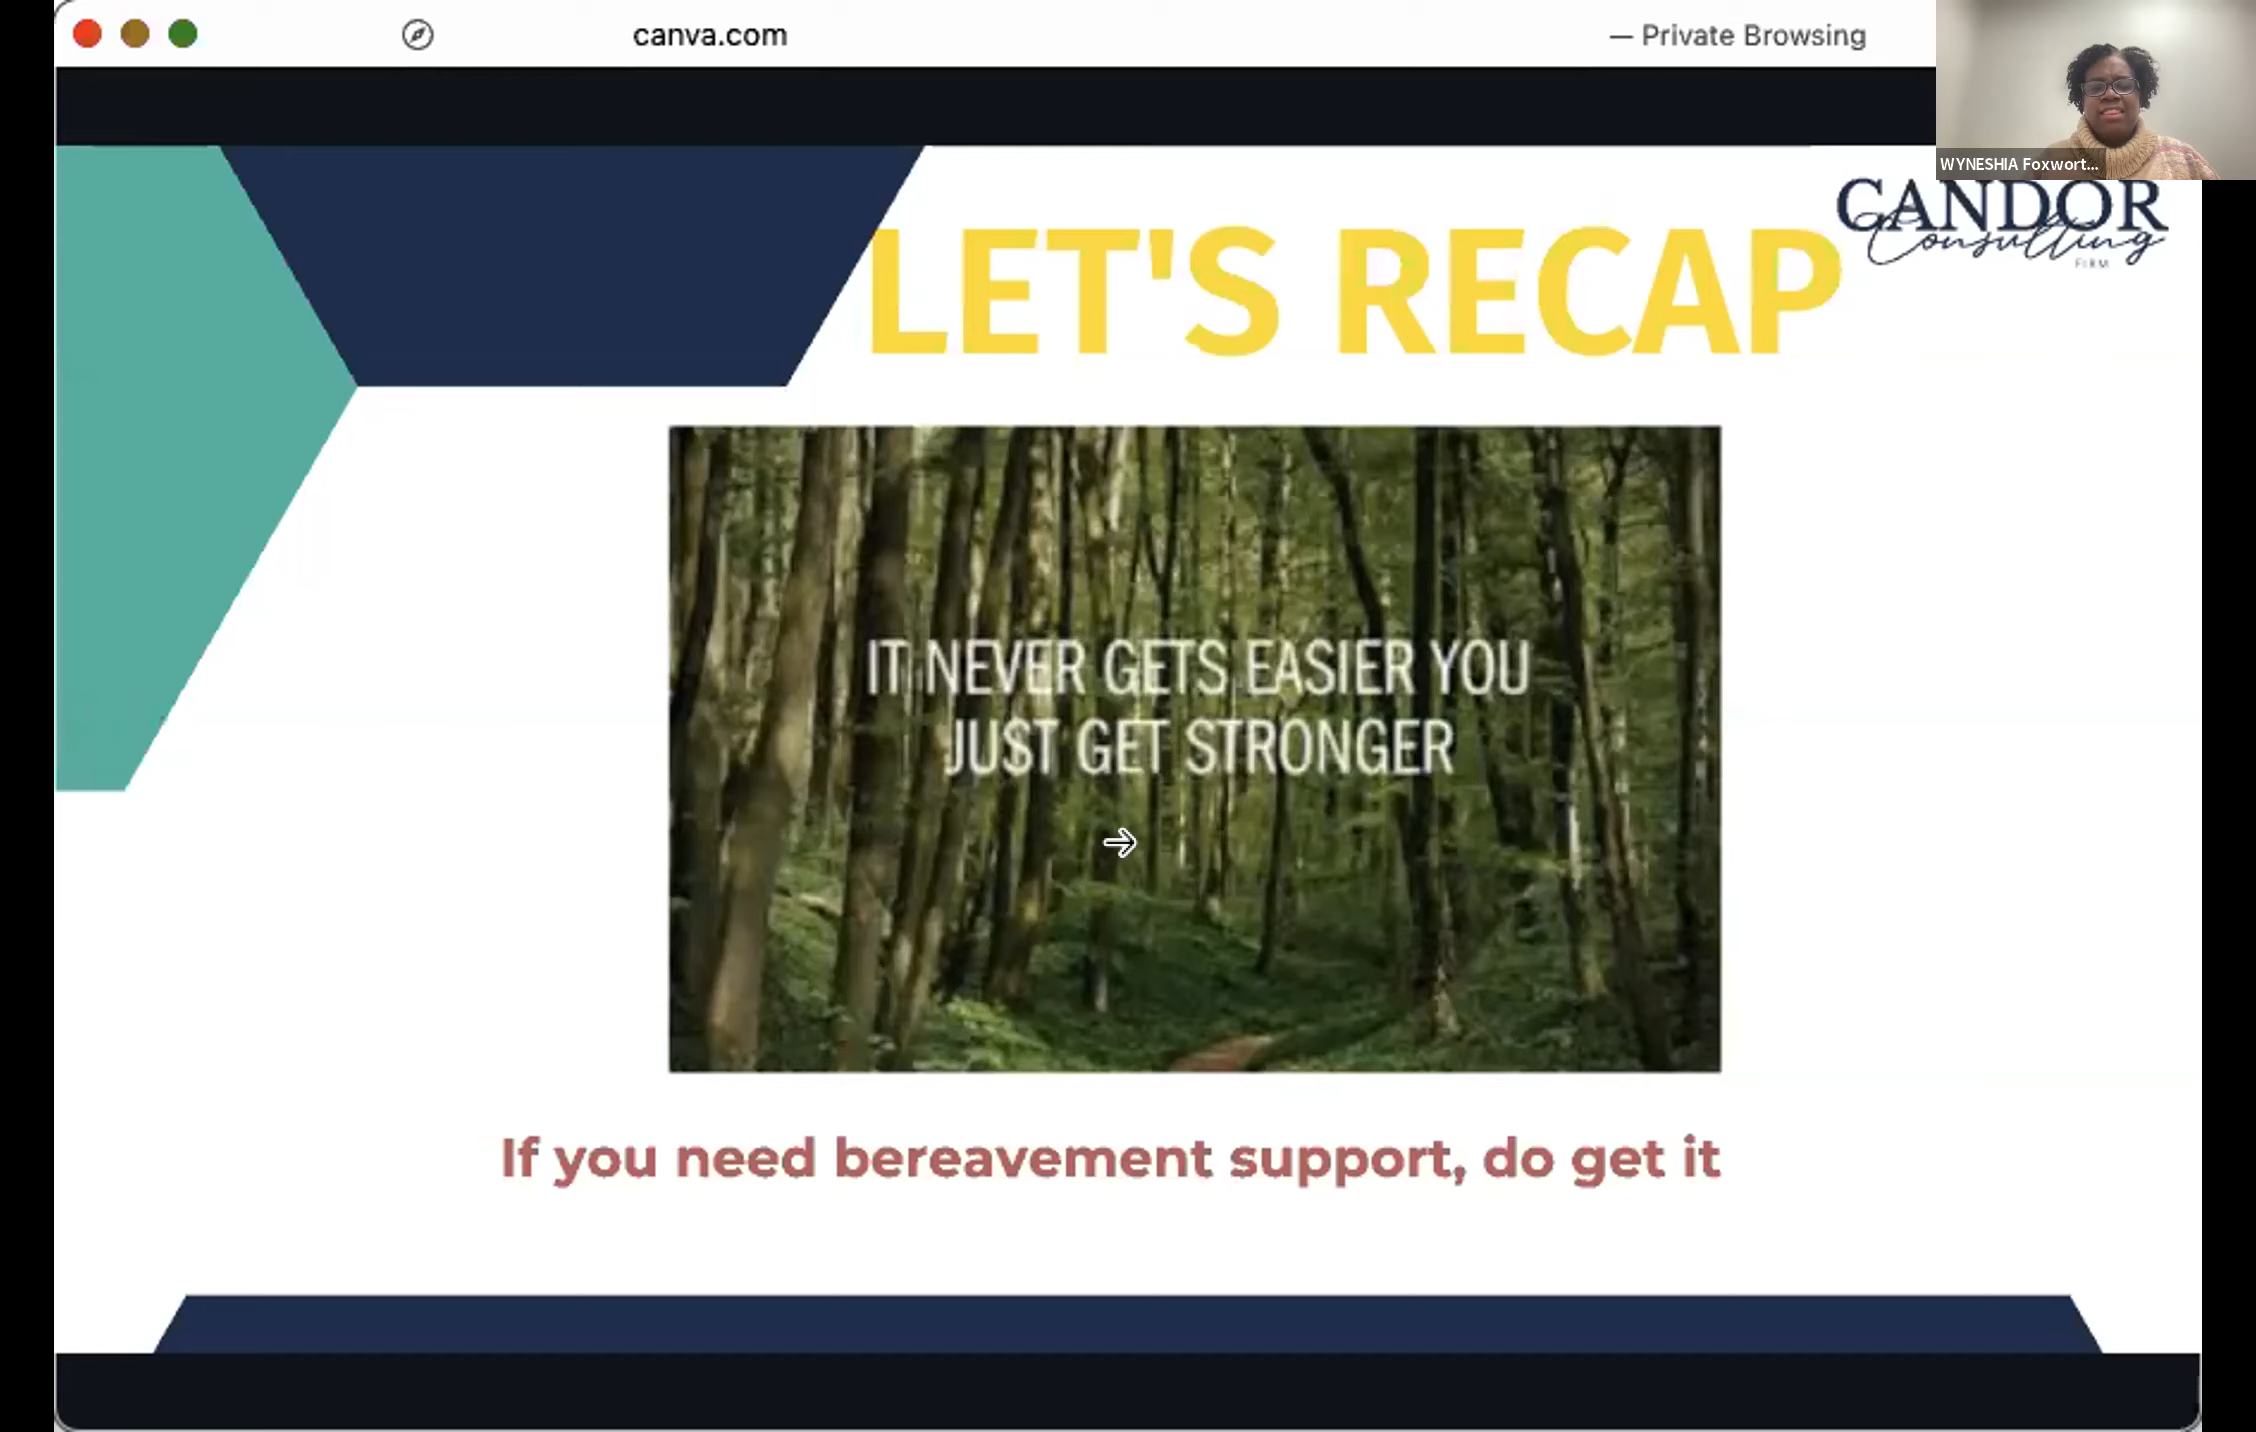 canva.com
— Private Browsing
WYNESHIA Foxwort...
CANDOR
Consulting
FIRM
LET'S RECAP
IT NEVER GETS EASIER YOU
JUST GET STRONGER
If you need bereavement support, do get it